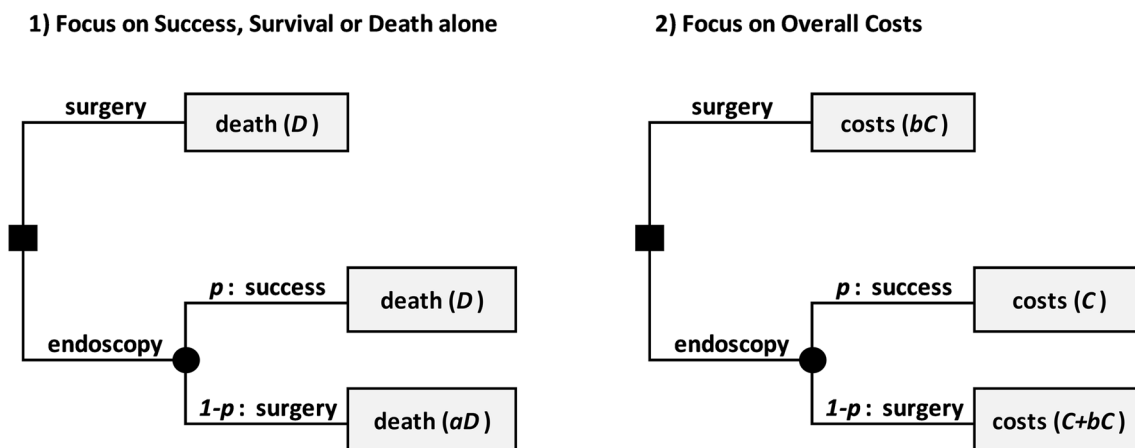 1) Focus on Success, Survival or Death alone
surgery
death (D)
p: success
death (D)
endoscopy
1-p: surgery
death (aD)
2) Focus on Overall Costs
surgery
costs (bC)
p: success
costs (C)
endoscopy
1-p: surgery
costs (C+bC)